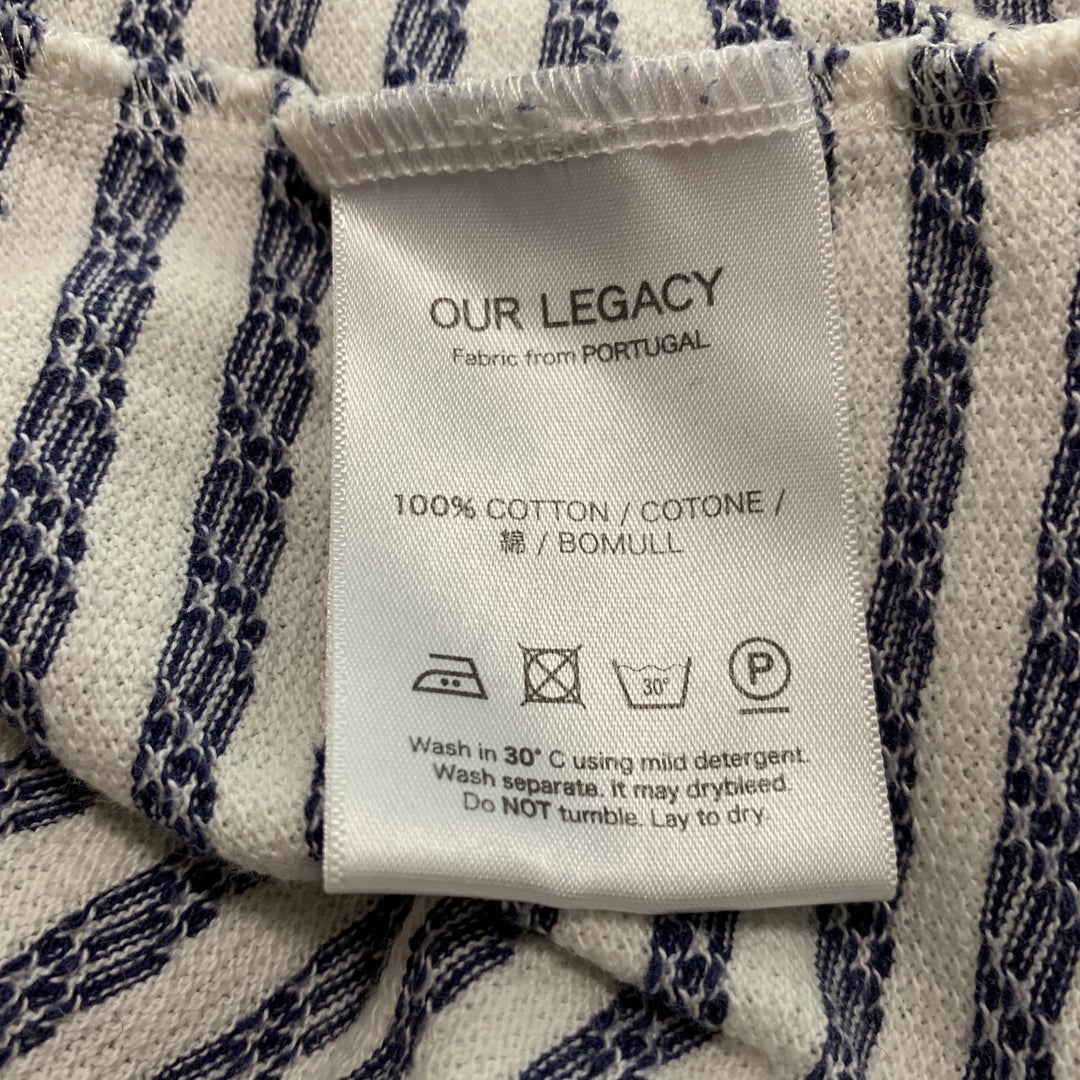 OUR LEGACY
Fabric from PORTUGAL
100% COTTON / COTONE /
綿 / BOMULL
30°
P
Wash in 30° C using mild detergent.
Wash separate. It may drybleed.
Do NOT tumble. Lay to dry.